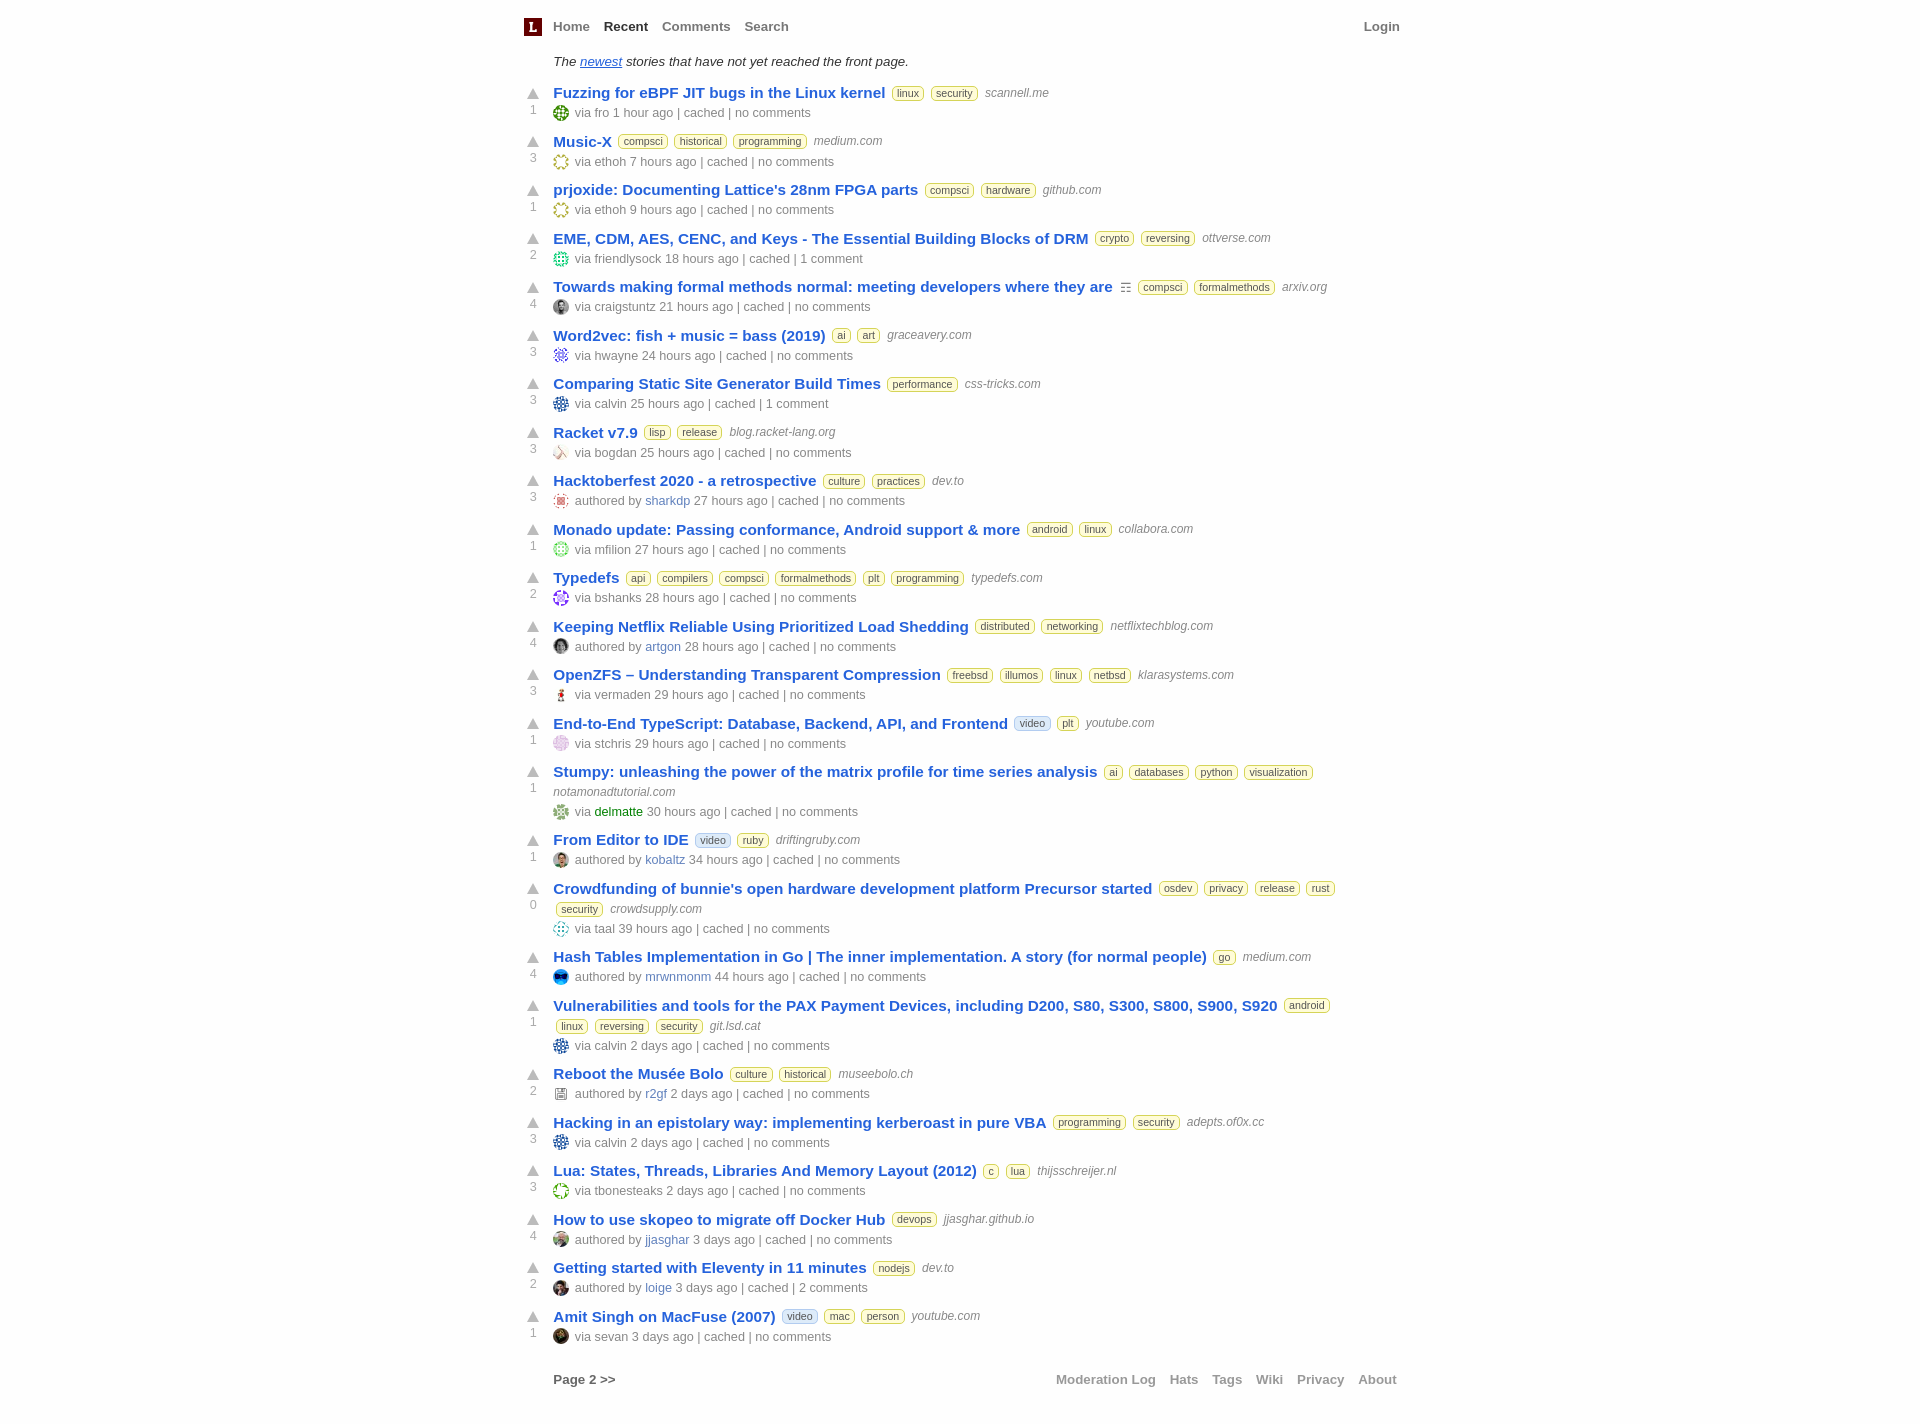 L Home Recent Comments Search Login
The newest stories that have not yet reached the front page.
Fuzzing for eBPF JIT bugs in the Linux kernel linux security scannell.me
1 via fro 1 hour ago | cached | no comments
Music-X compsci historical programming medium.com
3 via ethoh 7 hours ago | cached | no comments
prjoxide: Documenting Lattice's 28nm FPGA parts compsci hardware github.com
1 via ethoh 9 hours ago | cached | no comments
EME, CDM, AES, CENC, and Keys - The Essential Building Blocks of DRM crypto reversing ottverse.com
2 via friendlysock 18 hours ago | cached | 1 comment
Towards making formal methods normal: meeting developers where they are ☶ compsci formalmethods arxiv.org
4 via craigstuntz 21 hours ago | cached | no comments
Word2vec: fish + music = bass (2019) ai art graceavery.com
3 via hwayne 24 hours ago | cached | no comments
Comparing Static Site Generator Build Times performance css-tricks.com
3 via calvin 25 hours ago | cached | 1 comment
Racket v7.9 lisp release blog.racket-lang.org
3 via bogdan 25 hours ago | cached | no comments
Hacktoberfest 2020 - a retrospective culture practices dev.to
3 authored by sharkdp 27 hours ago | cached | no comments
Monado update: Passing conformance, Android support & more android linux collabora.com
1 via mfilion 27 hours ago | cached | no comments
Typedefs api compilers compsci formalmethods plt programming typedefs.com
2 via bshanks 28 hours ago | cached | no comments
Keeping Netflix Reliable Using Prioritized Load Shedding distributed networking netflixtechblog.com
4 authored by artgon 28 hours ago | cached | no comments
OpenZFS – Understanding Transparent Compression freebsd illumos linux netbsd klarasystems.com
3 via vermaden 29 hours ago | cached | no comments
End-to-End TypeScript: Database, Backend, API, and Frontend video plt youtube.com
1 via stchris 29 hours ago | cached | no comments
Stumpy: unleashing the power of the matrix profile for time series analysis ai databases python visualization
1 notamonadtutorial.com
via delmatte 30 hours ago | cached | no comments
From Editor to IDE video ruby driftingruby.com
1 authored by kobaltz 34 hours ago | cached | no comments
Crowdfunding of bunnie's open hardware development platform Precursor started osdev privacy release rust
0 security crowdsupply.com
via taal 39 hours ago | cached | no comments
Hash Tables Implementation in Go | The inner implementation. A story (for normal people) go medium.com
4 authored by mrwnmonm 44 hours ago | cached | no comments
Vulnerabilities and tools for the PAX Payment Devices, including D200, S80, S300, S800, S900, S920 android
1 linux reversing security git.lsd.cat
via calvin 2 days ago | cached | no comments
Reboot the Musée Bolo culture historical museebolo.ch
2 authored by r2gf 2 days ago | cached | no comments
Hacking in an epistolary way: implementing kerberoast in pure VBA programming security adepts.of0x.cc
3 via calvin 2 days ago | cached | no comments
Lua: States, Threads, Libraries And Memory Layout (2012) c lua thijsschreijer.nl
3 via tbonesteaks 2 days ago | cached | no comments
How to use skopeo to migrate off Docker Hub devops jjasghar.github.io
4 authored by jjasghar 3 days ago | cached | no comments
Getting started with Eleventy in 11 minutes nodejs dev.to
2 authored by loige 3 days ago | cached | 2 comments
Amit Singh on MacFuse (2007) video mac person youtube.com
1 via sevan 3 days ago | cached | no comments
Page 2 >> Moderation Log Hats Tags Wiki Privacy About